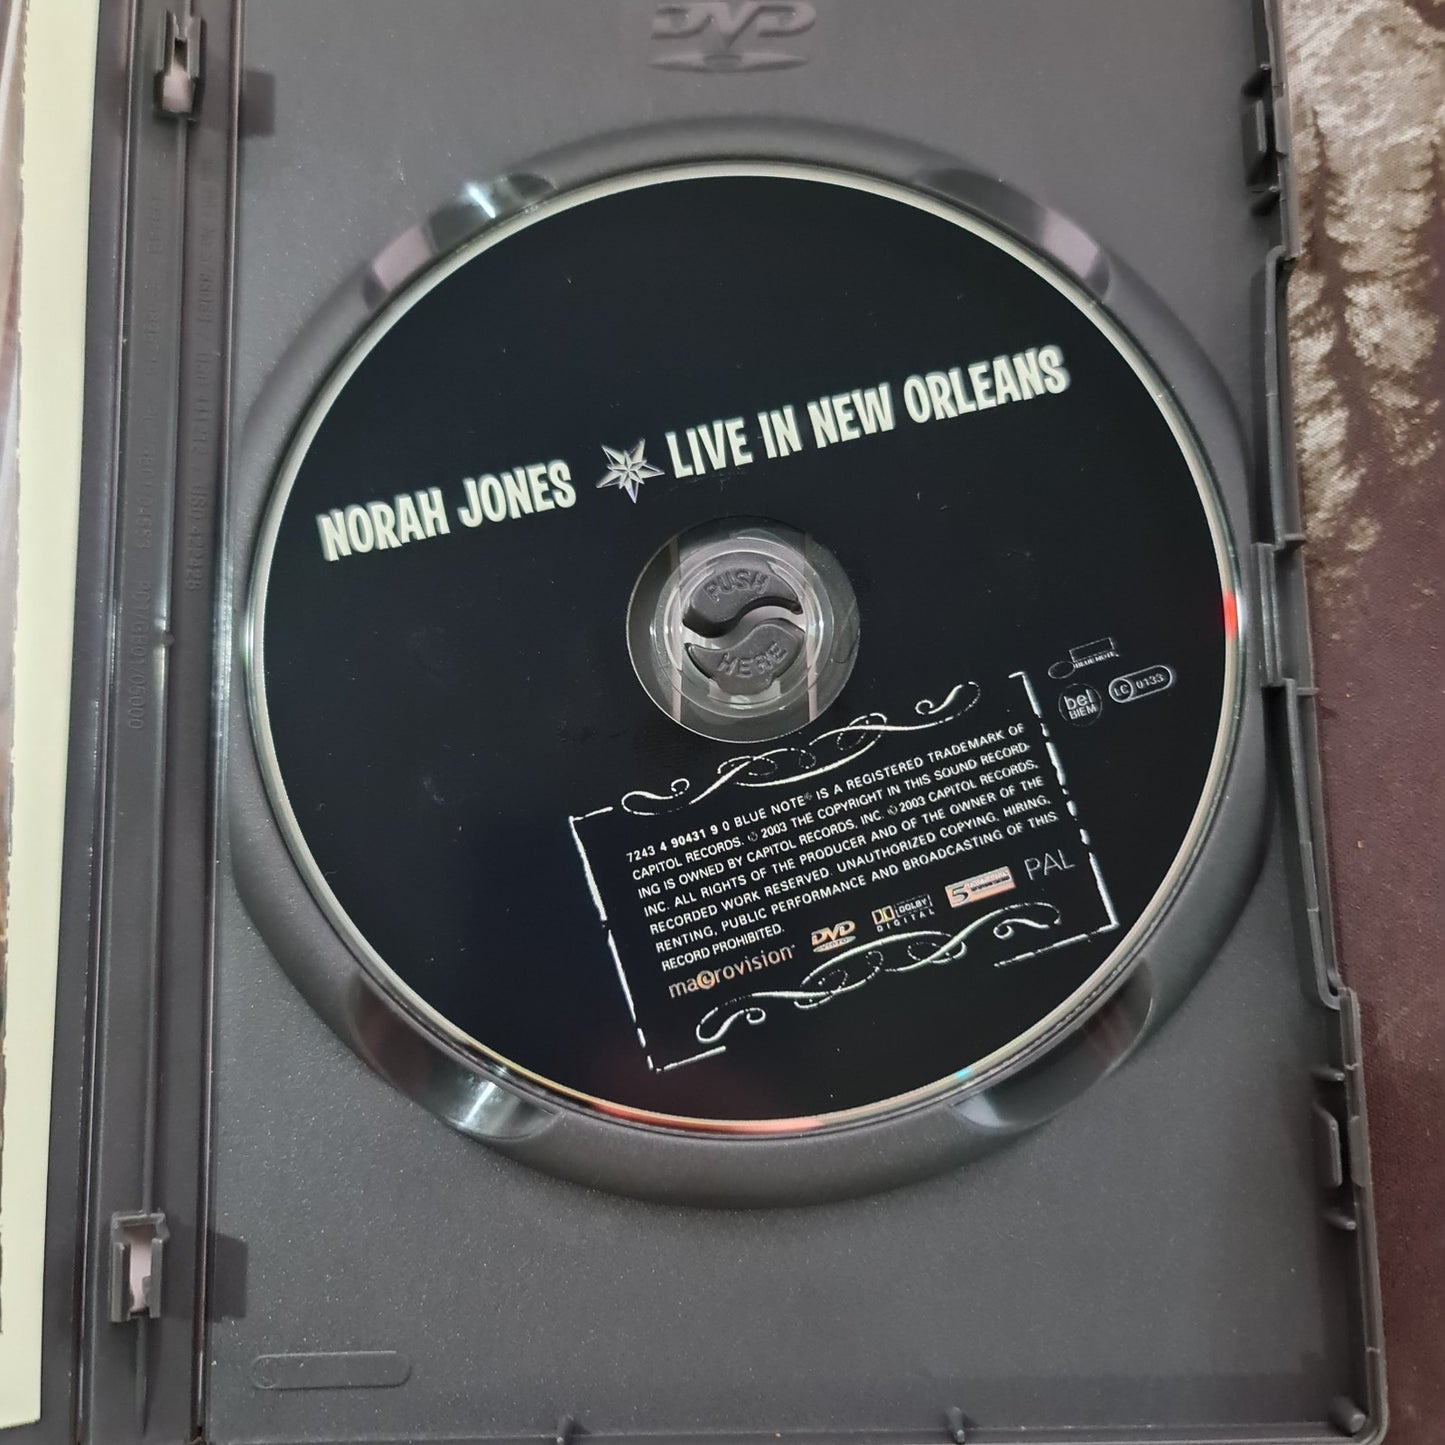 DVD
NORAH JONES LIVE IN NEW ORLEANS
PUSH
HERE
BLUE NOTE
bel
BIEM
LC 0133
7243 4 90431 9 0 BLUE NOTE® IS A REGISTERED TRADEMARK OF
CAPITOL RECORDS. ℗ 2003 THE COPYRIGHT IN THIS SOUND RECORD-
ING IS OWNED BY CAPITOL RECORDS, INC. ℗ 2003 CAPITOL RECORDS,
INC. ALL RIGHTS OF THE PRODUCER AND OF THE OWNER OF THE
RECORDED WORK RESERVED. UNAUTHORIZED COPYING, HIRING,
RENTING, PUBLIC PERFORMANCE AND BROADCASTING OF THIS
RECORD PROHIBITED.
macrovision
DVD
VIDEO
DOLBY
DIGITAL
5
PAL